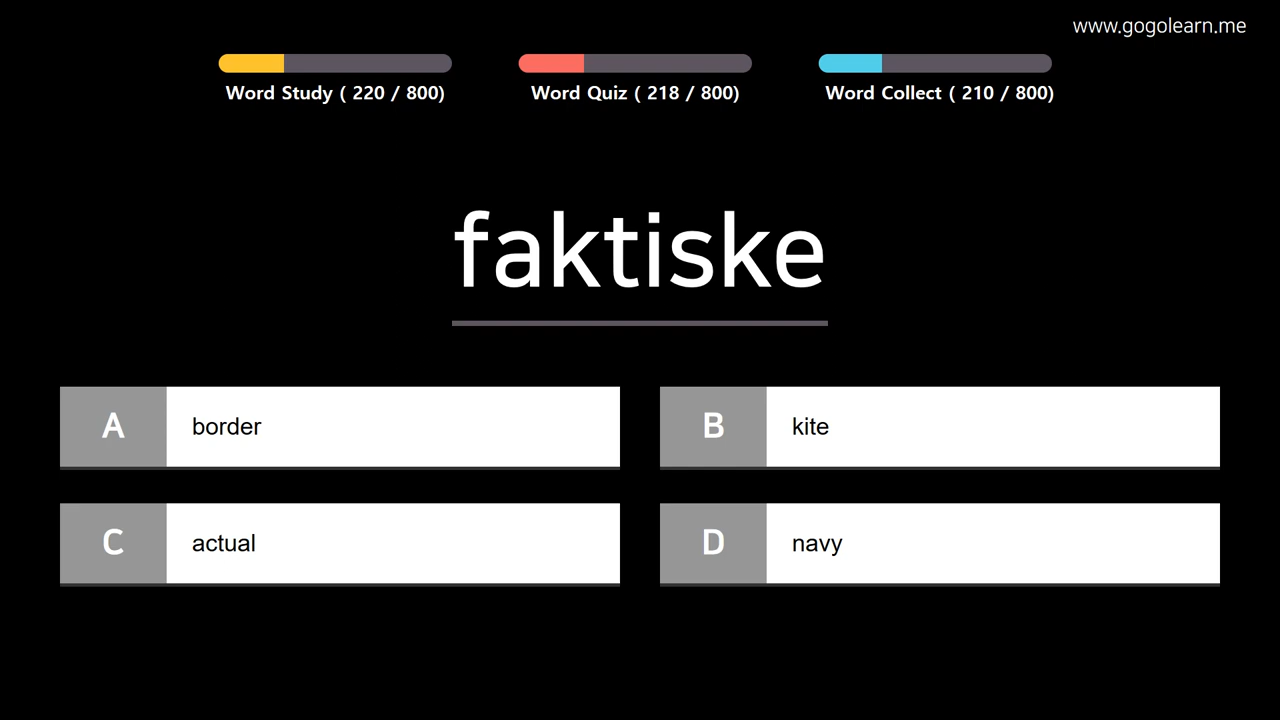 www.gogolearn.me
Word Study ( 220 / 800)
Word Quiz ( 218 / 800)
Word Collect ( 210 / 800)
faktiske
A border
B kite
C actual
D navy